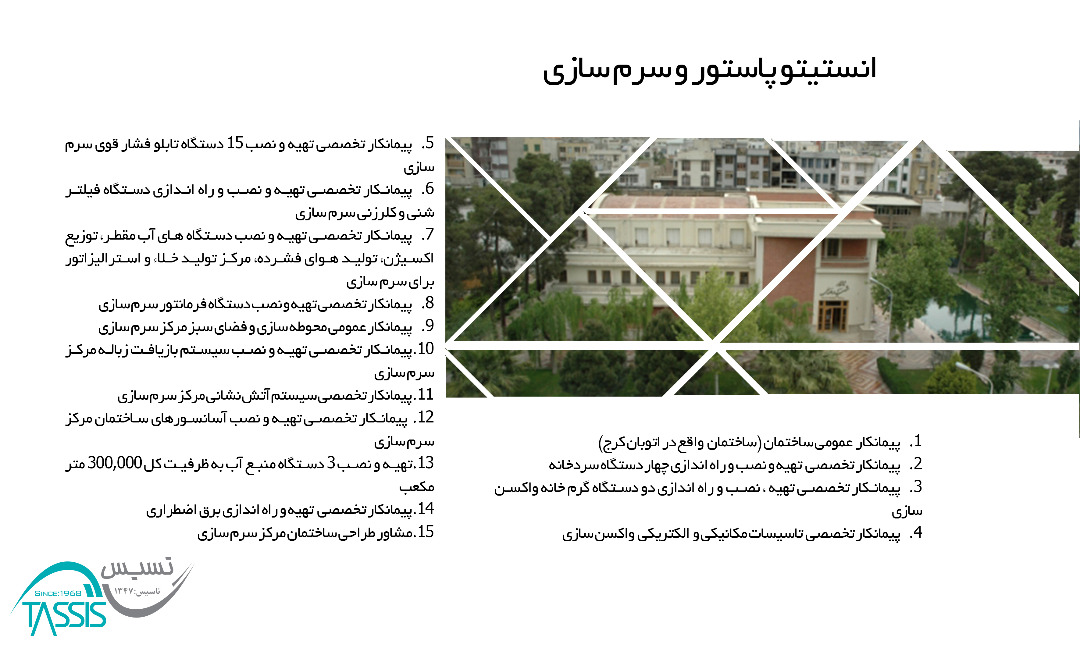 انستیتو پاستور و سرم سازی
1. پیمانکار عمومی ساختمان (ساختمان واقع در اتوبان کرج)
2. پیمانکار تخصصی تهیه و نصب و راه اندازی چهار دستگاه سردخانه
3. پیمانکار تخصصی تهیه ، نصب و راه اندازی دو دستگاه گرم خانه واکسن
سازی
4. پیمانکار تخصصی تاسیسات مکانیکی و الکتریکی واکسن سازی
5. پیمانکار تخصصی تهیه و نصب 15 دستگاه تابلو فشار قوی سرم
سازی
6. پیمانکار تخصصی تهیه و نصب و راه اندازی دستگاه فیلتر
شنی و کلرزنی سرم سازی
7. پیمانکار تخصصی تهیه و نصب دستگاه های آب مقطر، توزیع
اکسیژن، تولید هوای فشرده، مرکز تولید خلاء، و استرالیزاتور
برای سرم سازی
8. پیمانکار تخصصی تهیه و نصب دستگاه فرمانتور سرم سازی
9. پیمانکار عمومی محوطه سازی و فضای سبز مرکز سرم سازی
10.پیمانکار تخصصی تهیه و نصب سیستم بازیافت زباله مرکز
سرم سازی
11.پیمانکار تخصصی سیستم آتش نشانی مرکز سرم سازی
12. پیمانکار تخصصی تهیه و نصب آسانسورهای ساختمان مرکز
سرم سازی
13.تهیه و نصب 3 دستگاه منبع آب به ظرفیت کل 300,000 متر
مکعب
14.پیمانکار تخصصی تهیه و راه اندازی برق اضطراری
15.مشاور طراحی ساختمان مرکز سرم سازی
تسیس
تاسیس:۱۳۴۷
SINCE:1968
TASSIS